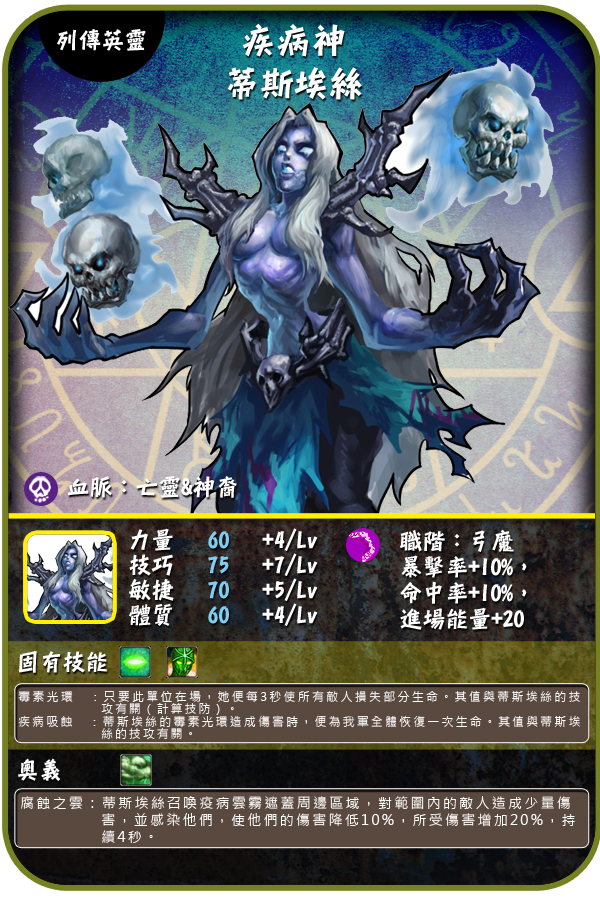 列傳英靈
疾病神
蒂斯埃絲
血脈：亡靈&神裔
力量 60 +4/Lv
技巧 75 +7/Lv
敏捷 70 +5/Lv
體質 60 +4/Lv
職階：弓魔
暴擊率+10%，
命中率+10%，
進場能量+20
固有技能
毒素光環 ：只要此單位在場，她便每3秒使所有敵人損失部分生命。其值與蒂斯埃絲的技
攻有關（計算技防）。
疾病吸蝕 ：蒂斯埃絲的毒素光環造成傷害時，便為我軍全體恢復一次生命。其值與蒂斯埃
絲的技攻有關。
奧義
腐蝕之雲：蒂斯埃絲召喚疫病雲霧遮蓋周邊區域，對範圍內的敵人造成少量傷
害，並感染他們，使他們的傷害降低10%，所受傷害增加20%，持
續4秒。